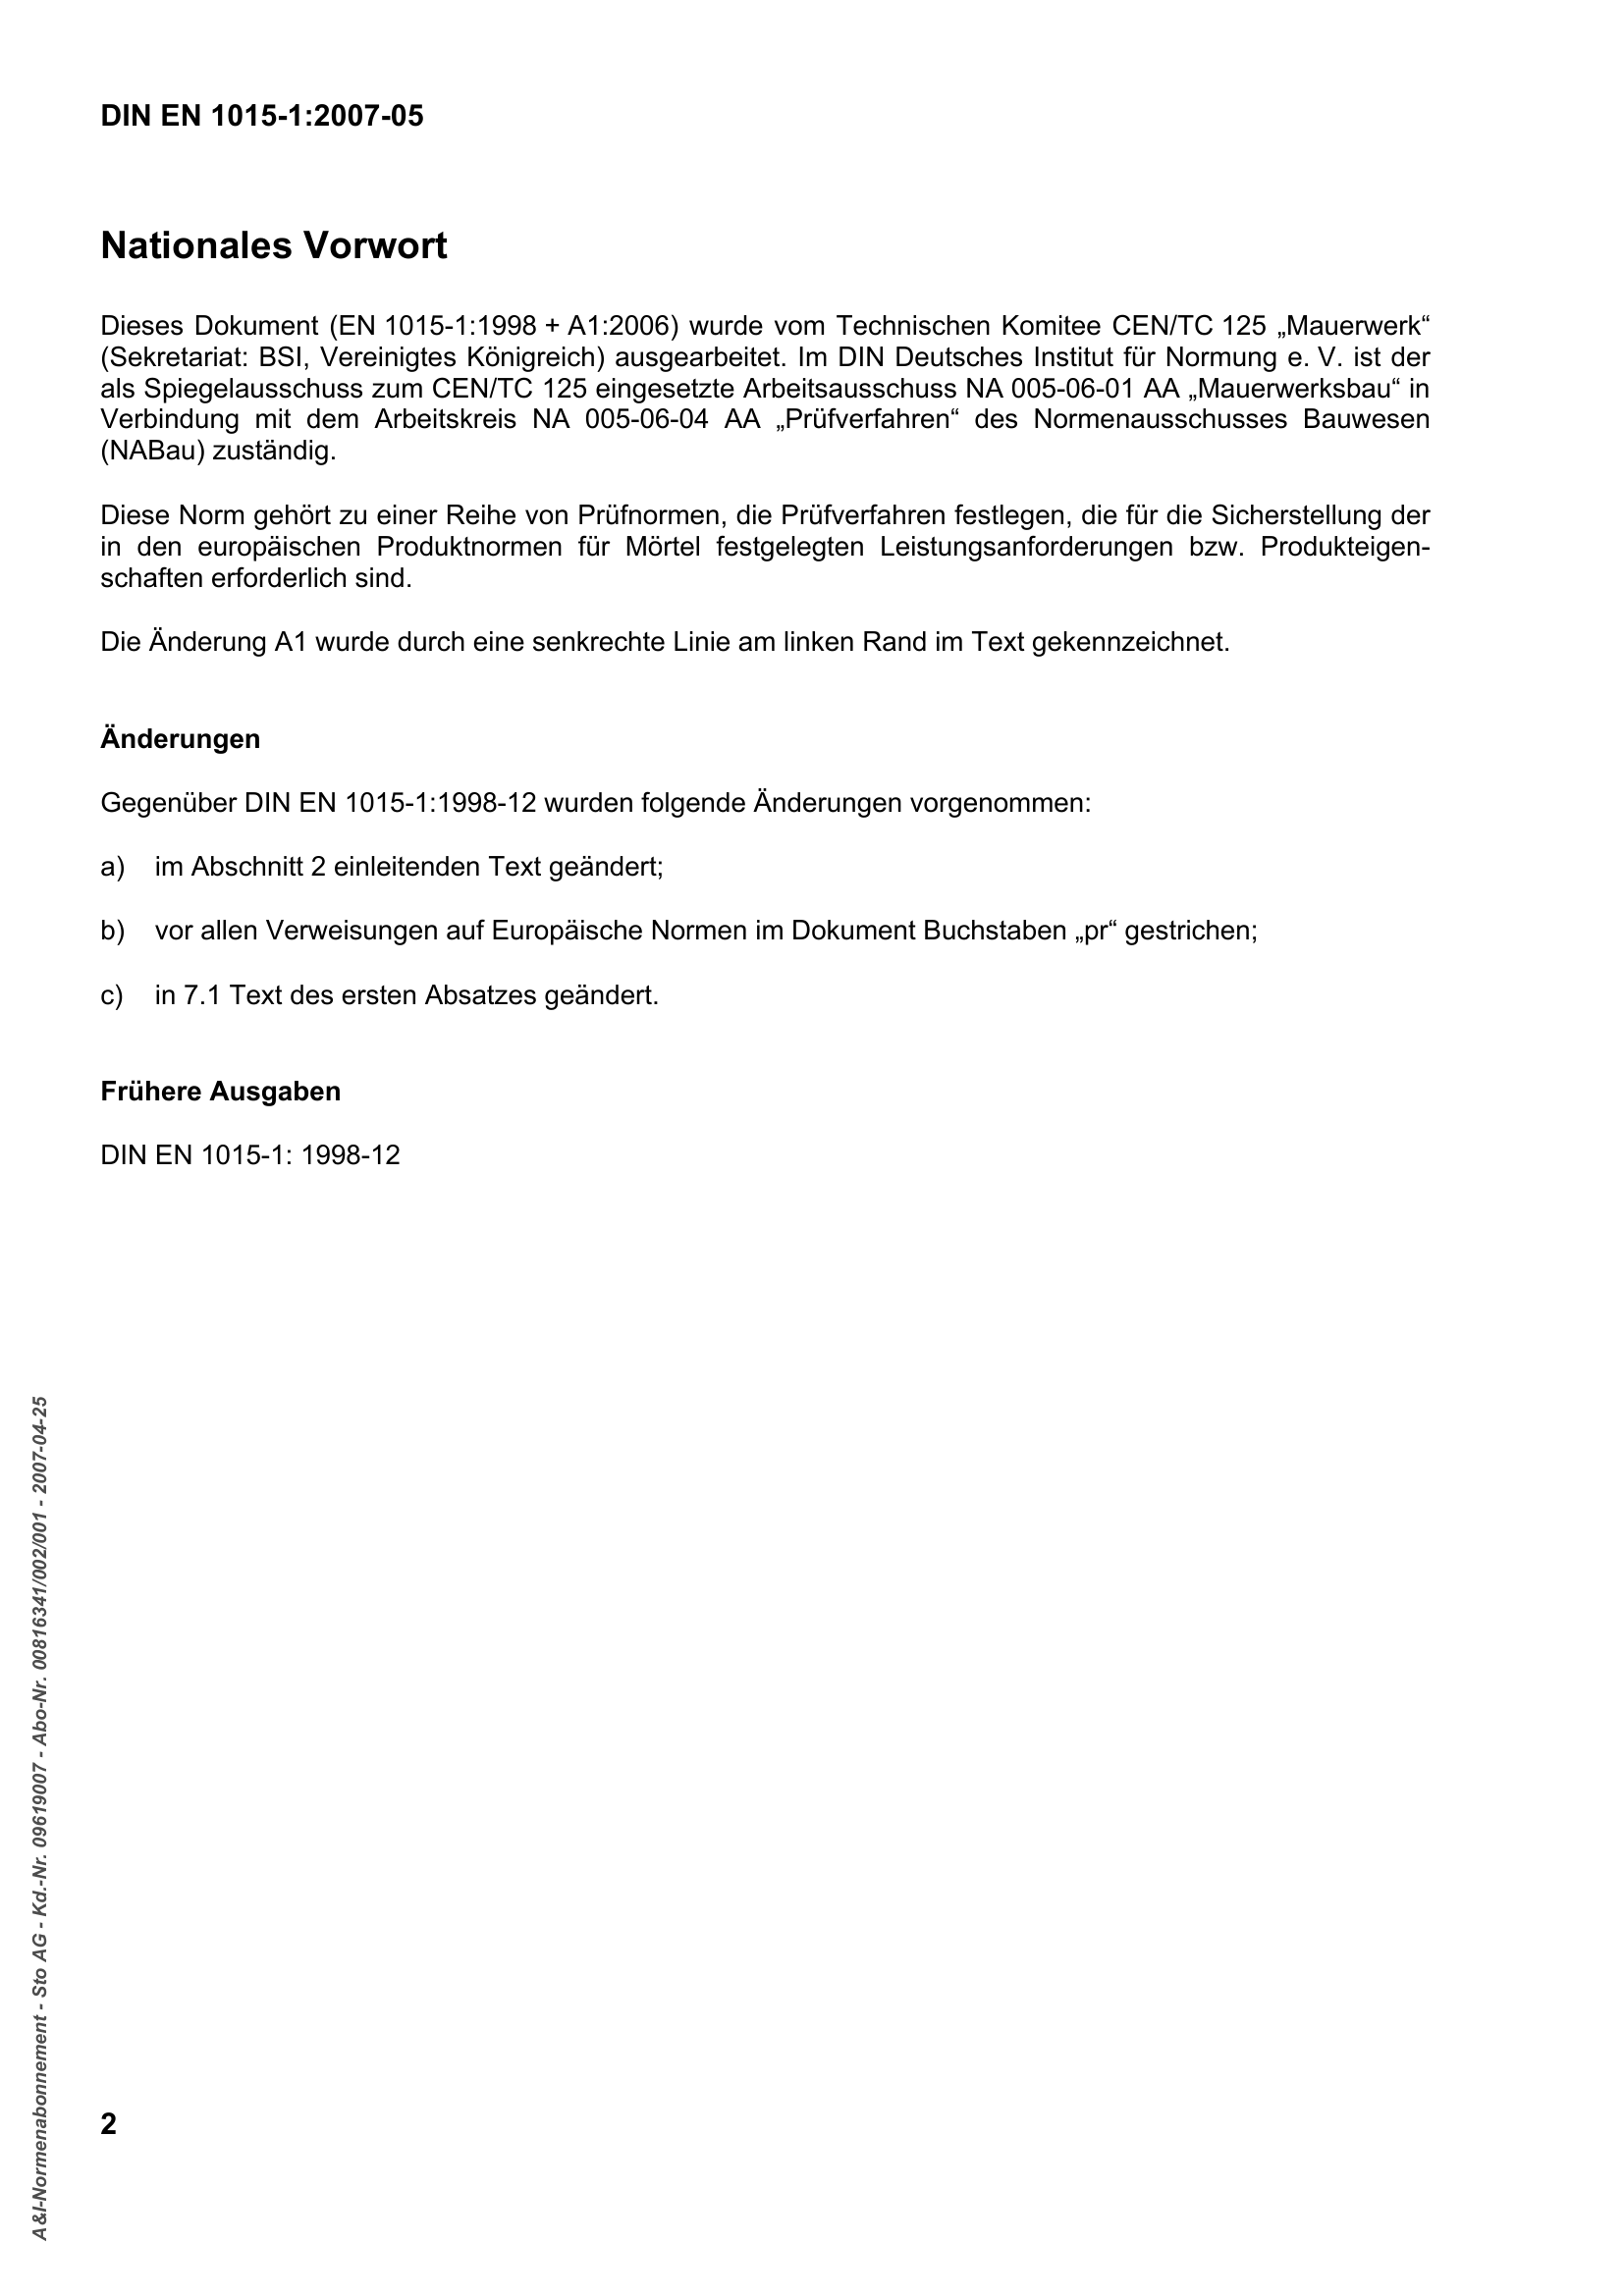 DIN EN 1015-1:2007-05
Nationales Vorwort
Dieses Dokument (EN 1015-1:1998 + A1:2006) wurde vom Technischen Komitee CEN/TC 125 „Mauerwerk“
(Sekretariat: BSI, Vereinigtes Königreich) ausgearbeitet. Im DIN Deutsches Institut für Normung e. V. ist der
als Spiegelausschuss zum CEN/TC 125 eingesetzte Arbeitsausschuss NA 005-06-01 AA „Mauerwerksbau“ in
Verbindung mit dem Arbeitskreis NA 005-06-04 AA „Prüfverfahren“ des Normenausschusses Bauwesen
(NABau) zuständig.
Diese Norm gehört zu einer Reihe von Prüfnormen, die Prüfverfahren festlegen, die für die Sicherstellung der
in den europäischen Produktnormen für Mörtel festgelegten Leistungsanforderungen bzw. Produkteigen-
schaften erforderlich sind.
Die Änderung A1 wurde durch eine senkrechte Linie am linken Rand im Text gekennzeichnet.
Änderungen
Gegenüber DIN EN 1015-1:1998-12 wurden folgende Änderungen vorgenommen:
a) im Abschnitt 2 einleitenden Text geändert;
b) vor allen Verweisungen auf Europäische Normen im Dokument Buchstaben „pr“ gestrichen;
c) in 7.1 Text des ersten Absatzes geändert.
Frühere Ausgaben
DIN EN 1015-1: 1998-12
A&I-Normenabonnement - Sto AG - Kd.-Nr. 09619007 - Abo-Nr. 00816341/002/001 - 2007-04-25
2